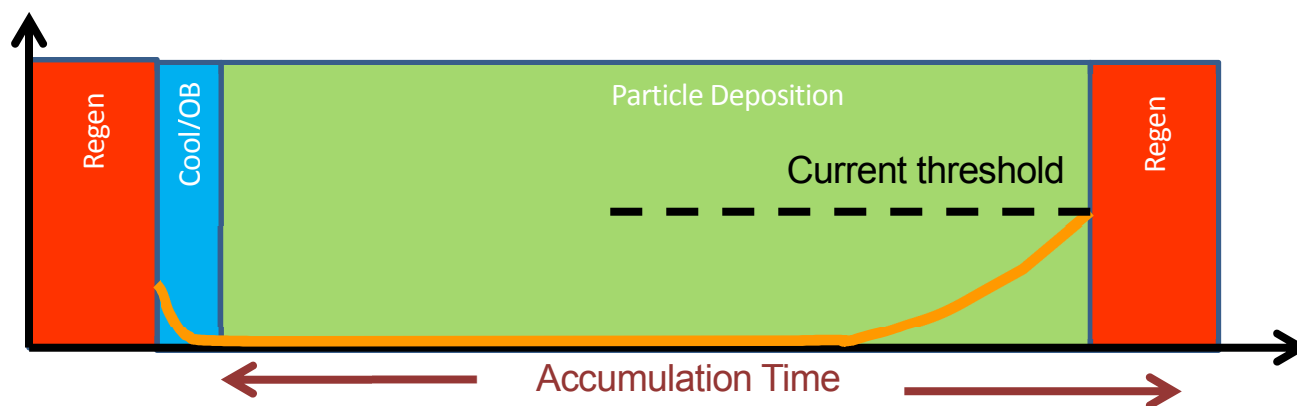 Regen
Cool/OB
Particle Deposition
Current threshold
Regen
Accumulation Time